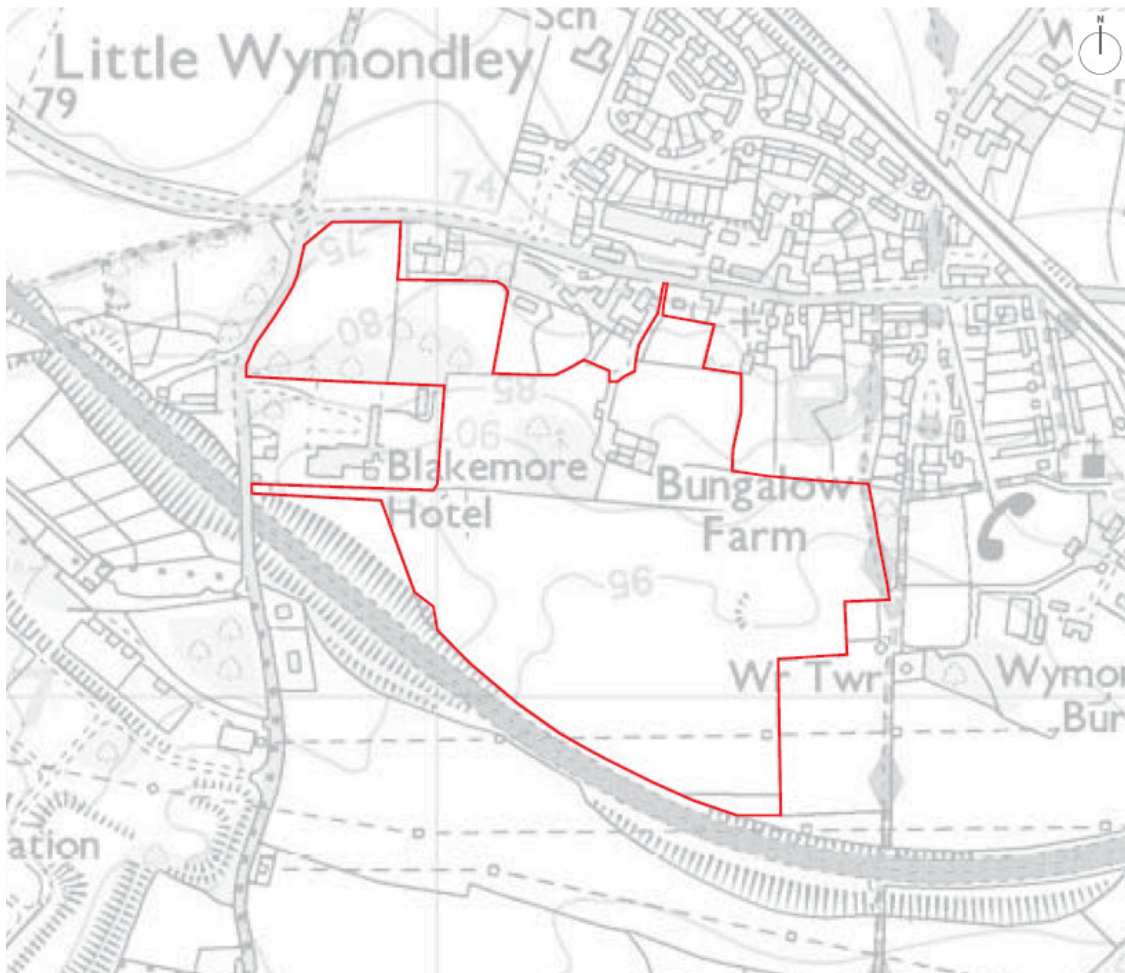 Sch
N
Little Wymondley
79
74
75
80
85
90
Blakemore
Hotel
Bungalow
Farm
95
Wr Twr
Wymon
Bur
ation